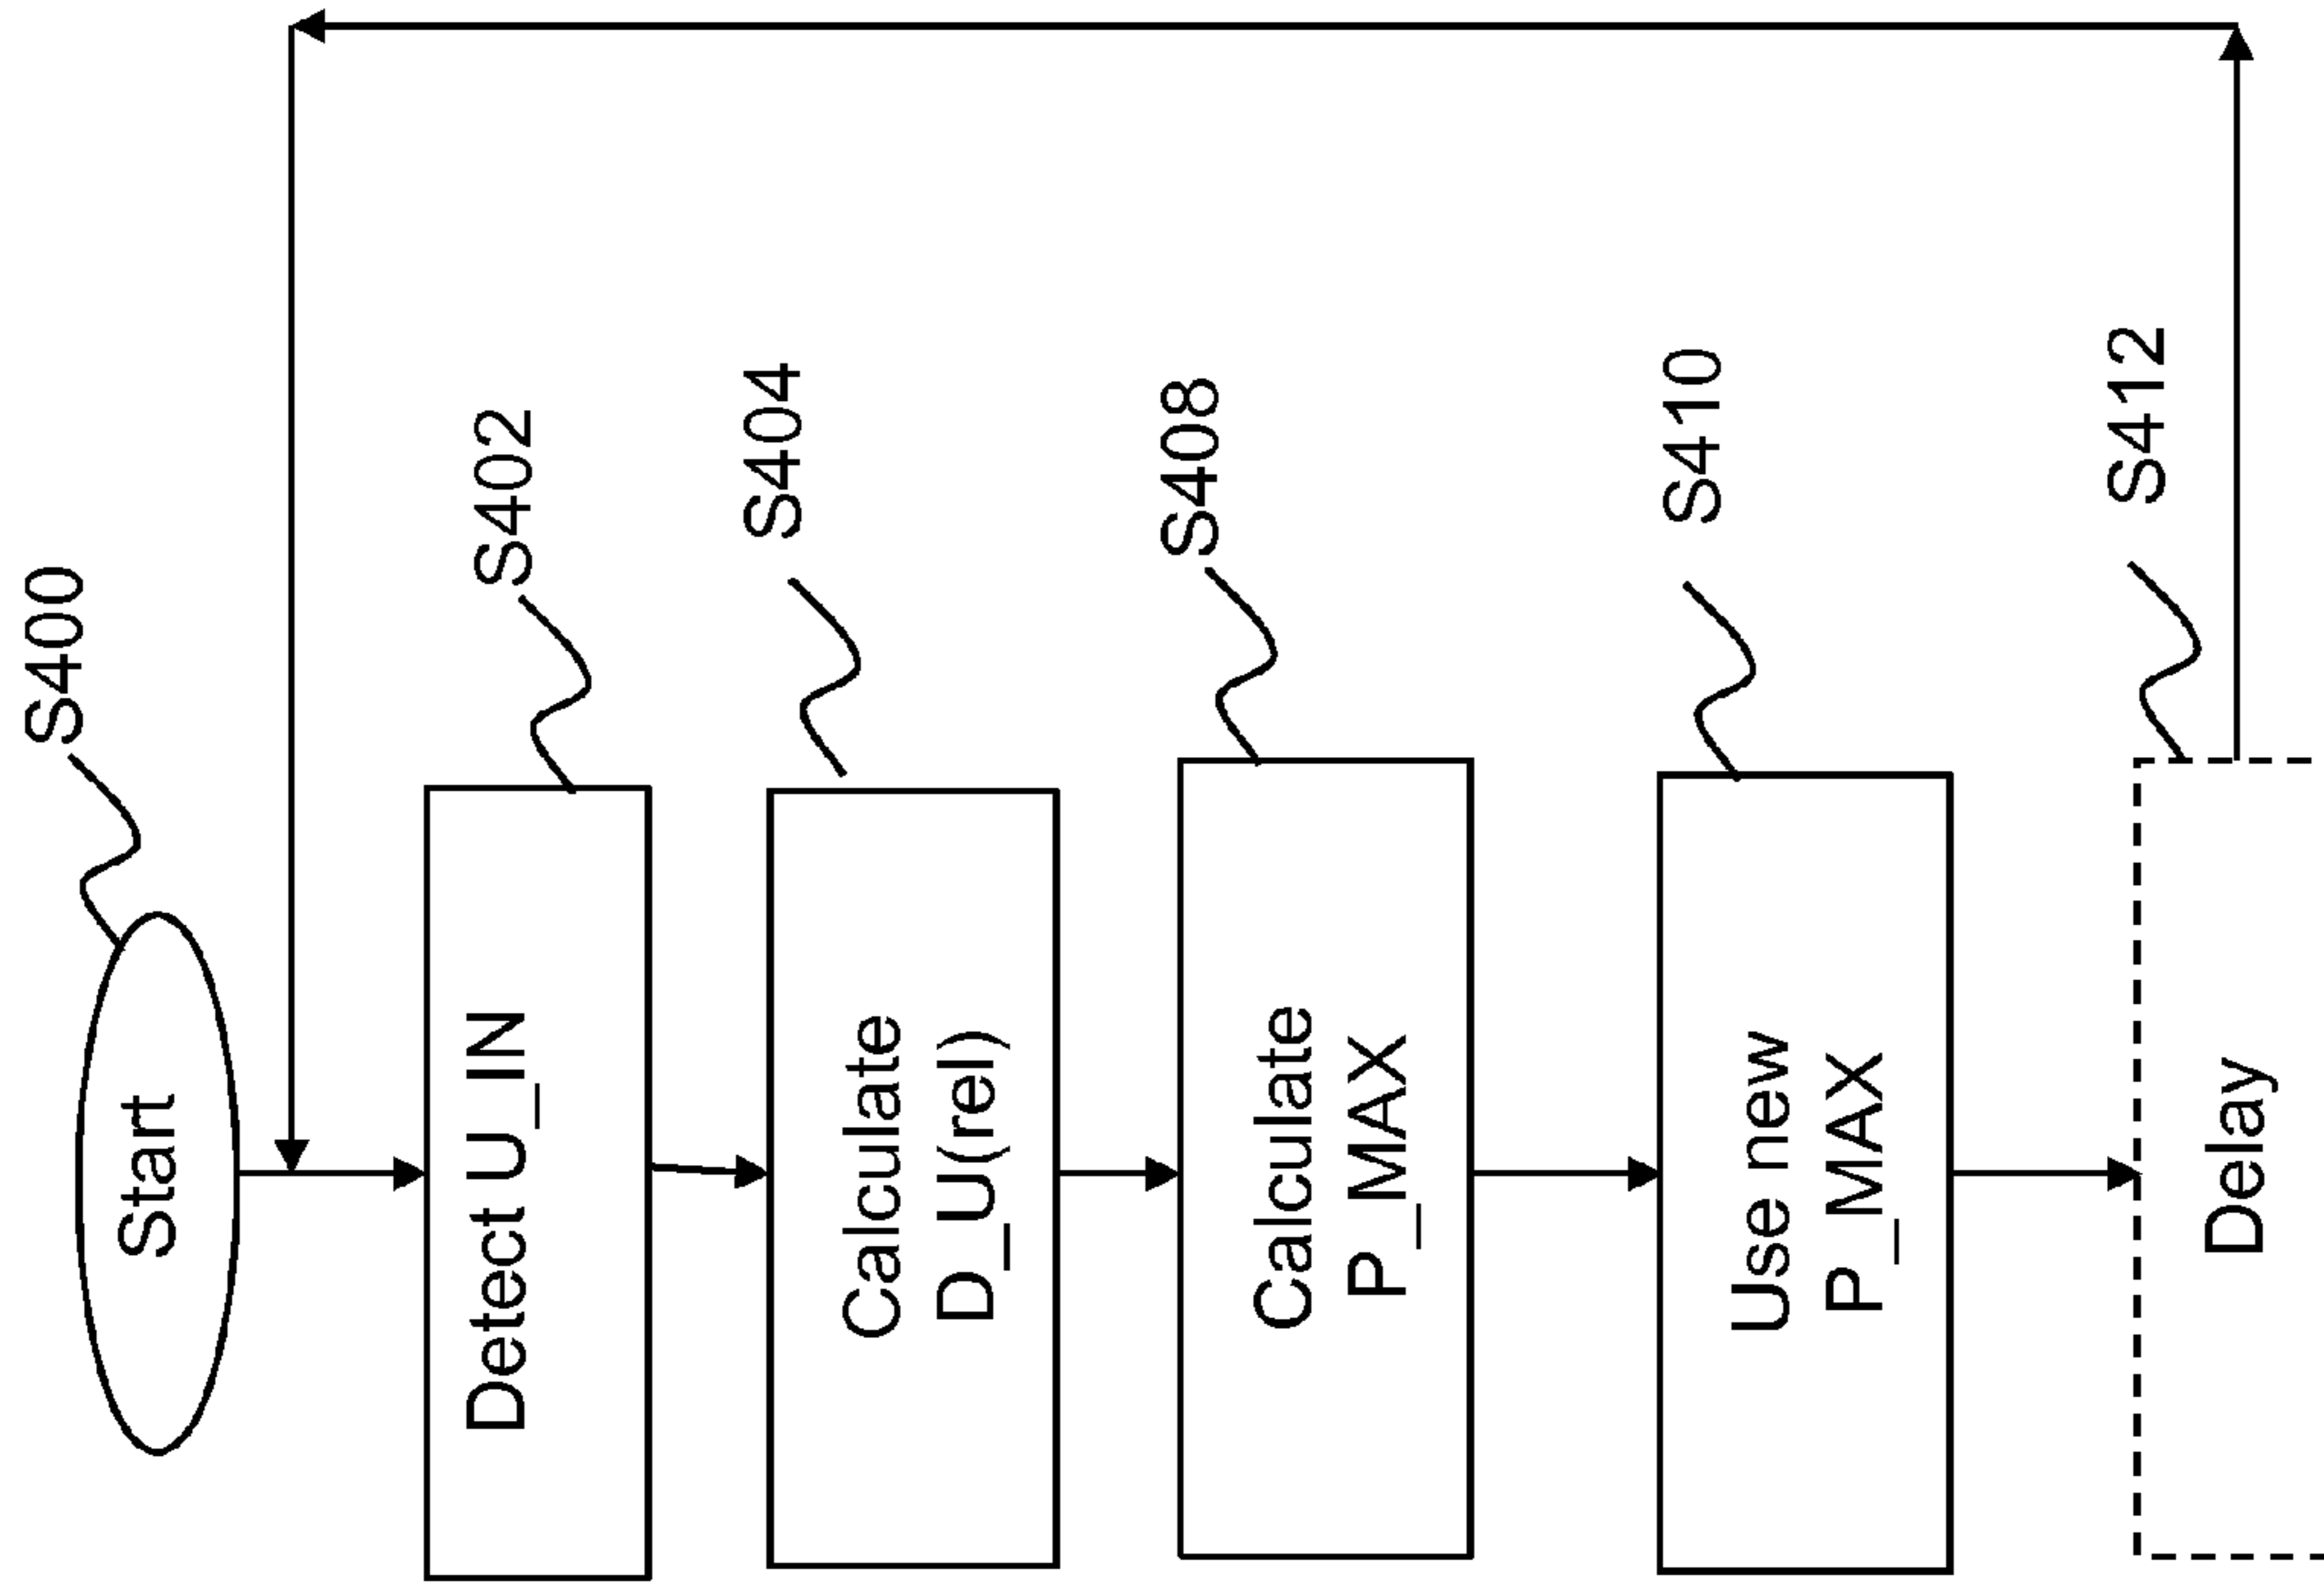 S400
Start
S402
Detect U_IN
S404
Calculate
D_U(rel)
S408
Calculate
P_MAX
S410
Use new
P_MAX
S412
Delay